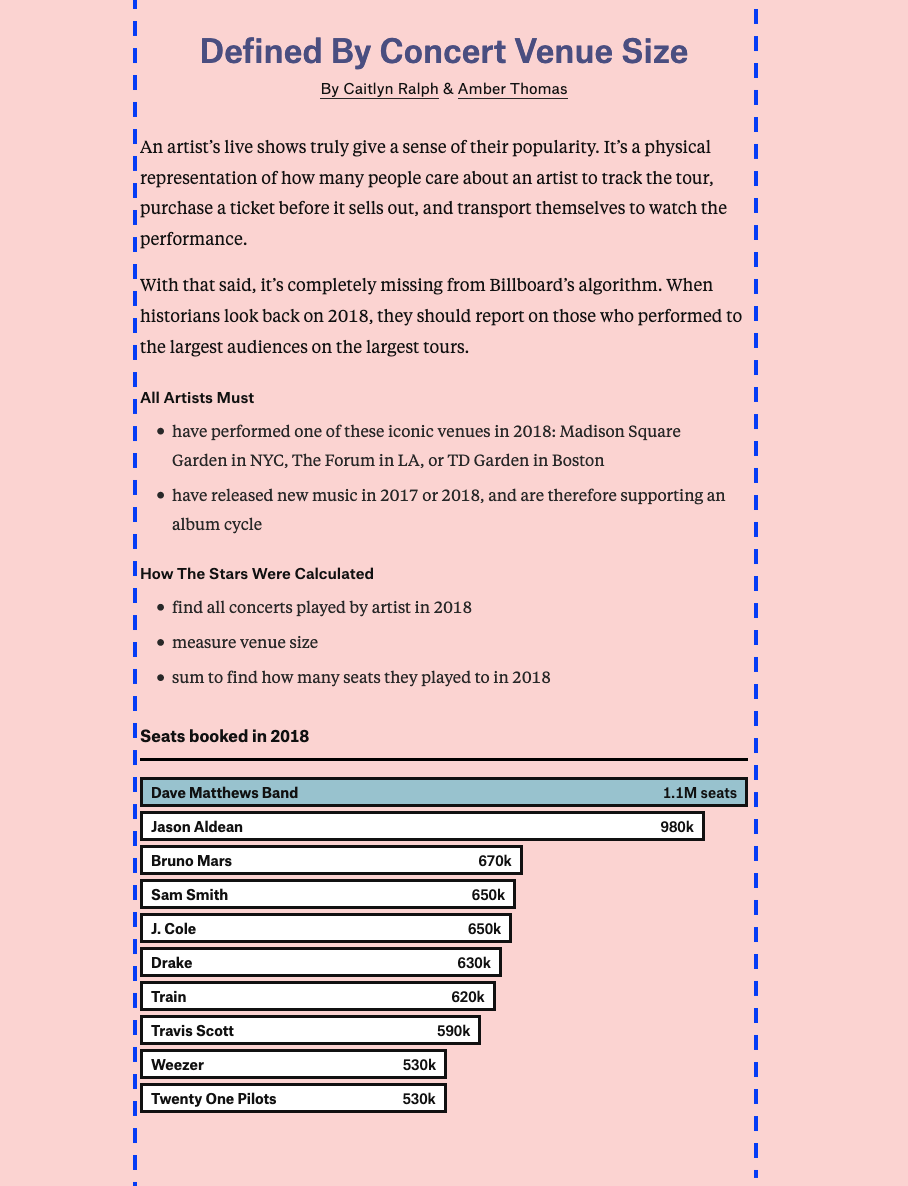 Defined By Concert Venue Size
By Caitlyn Ralph & Amber Thomas
An artist’s live shows truly give a sense of their popularity. It’s a physical
representation of how many people care about an artist to track the tour,
purchase a ticket before it sells out, and transport themselves to watch the
performance.
With that said, it’s completely missing from Billboard’s algorithm. When
historians look back on 2018, they should report on those who performed to
the largest audiences on the largest tours.
All Artists Must
• have performed one of these iconic venues in 2018: Madison Square
Garden in NYC, The Forum in LA, or TD Garden in Boston
• have released new music in 2017 or 2018, and are therefore supporting an
album cycle
How The Stars Were Calculated
• find all concerts played by artist in 2018
• measure venue size
• sum to find how many seats they played to in 2018
Seats booked in 2018
Dave Matthews Band 1.1M seats
Jason Aldean 980k
Bruno Mars 670k
Sam Smith 650k
J. Cole 650k
Drake 630k
Train 620k
Travis Scott 590k
Weezer 530k
Twenty One Pilots 530k